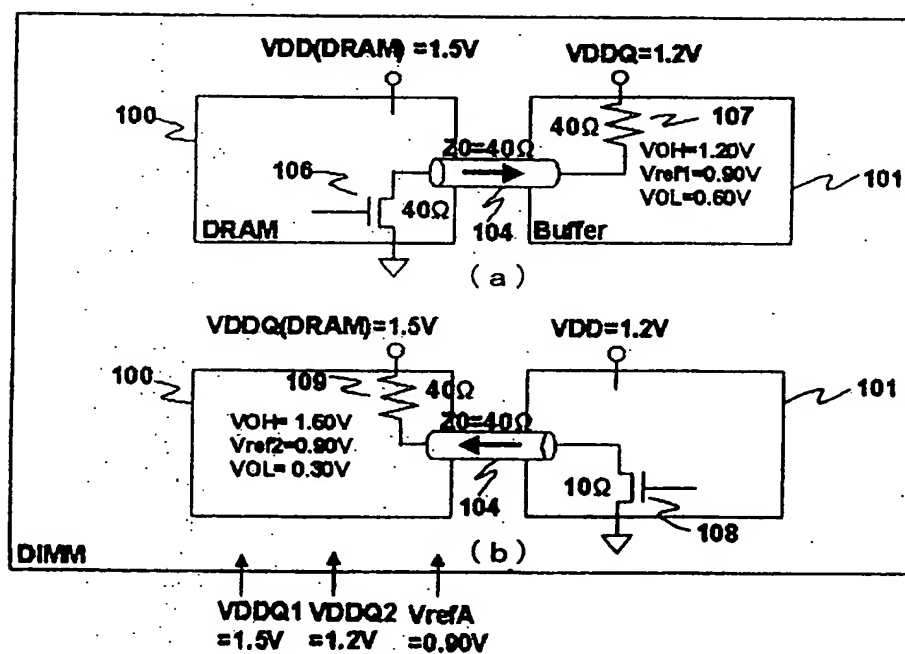 VDD(DRAM) =1.5V
VDDQ=1.2V
100
107
40Ω
Z0=40Ω
106
VOH=1.20V
Vref1=0.90V
VOL=0.60V
101
40Ω
DRAM
104
Buffer
(a)
VDDQ(DRAM)=1.5V
VDD=1.2V
100
109
40Ω
101
Z0=40Ω
VOH= 1.50V
Vref2=0.90V
VOL= 0.30V
104
10Ω
108
DIMM
(b)
VDDQ1 VDDQ2 VrefA
=1.5V =1.2V =0.90V